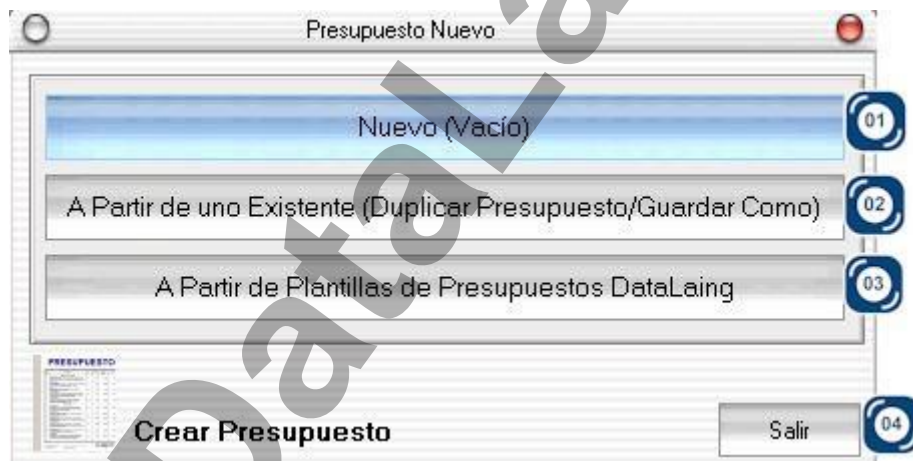 Presupuesto Nuevo
Nuevo (Vacío)
01
A Partir de uno Existente (Duplicar Presupuesto/Guardar Como)
02
A Partir de Plantillas de Presupuestos DataLaing
03
PRESUPUESTO
Crear Presupuesto
Salir
04
DataLa